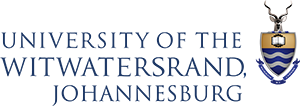 UNIVERSITY OF THE
WITWATERSRAND,
JOHANNESBURG